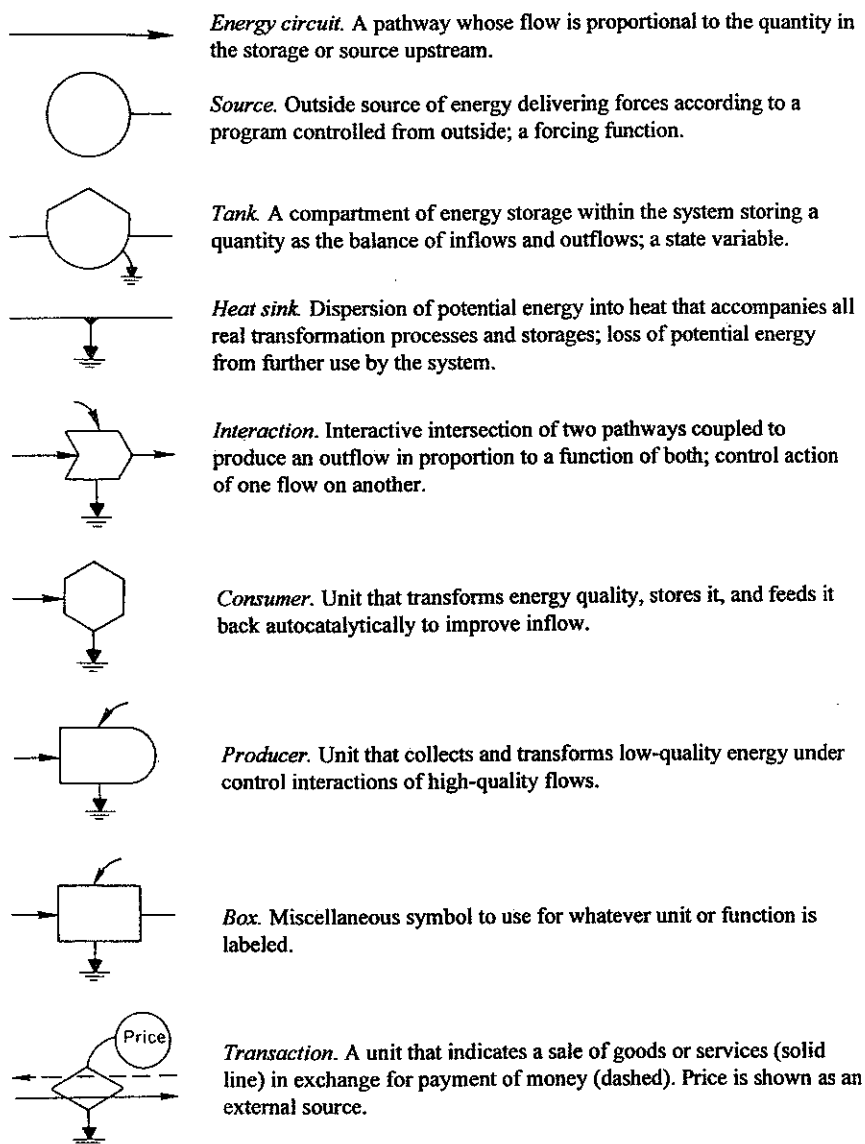 Energy circuit. A pathway whose flow is proportional to the quantity in
the storage or source upstream.
Source. Outside source of energy delivering forces according to a
program controlled from outside; a forcing function.
Tank. A compartment of energy storage within the system storing a
quantity as the balance of inflows and outflows; a state variable.
Heat sink. Dispersion of potential energy into heat that accompanies all
real transformation processes and storages; loss of potential energy
from further use by the system.
Interaction. Interactive intersection of two pathways coupled to
produce an outflow in proportion to a function of both; control action
of one flow on another.
Consumer. Unit that transforms energy quality, stores it, and feeds it
back autocatalytically to improve inflow.
Producer. Unit that collects and transforms low-quality energy under
control interactions of high-quality flows.
Box. Miscellaneous symbol to use for whatever unit or function is
labeled.
Price
Transaction. A unit that indicates a sale of goods or services (solid
line) in exchange for payment of money (dashed). Price is shown as an
external source.